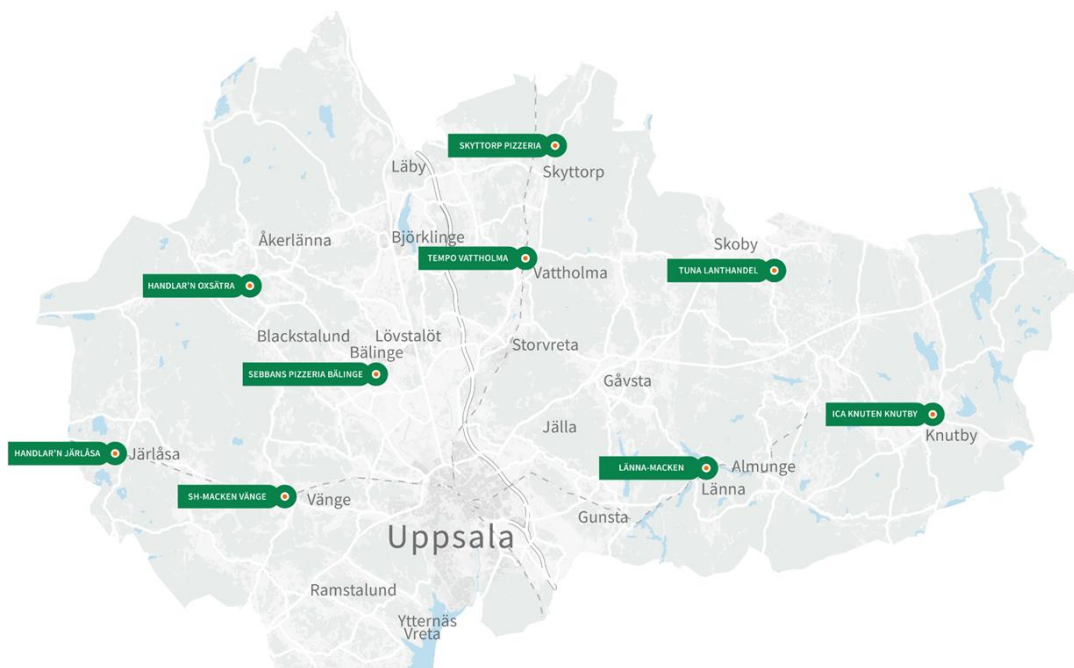 SKYTTORP PIZZERIA
Läby
Skyttorp
Åkerlänna
Björklinge
Skoby
TEMPO VATTHOLMA
Vattholma
TUNA LANTHANDEL
HANDLAR'N OXSÄTRA
Blackstalund
Lövstalöt
Bälinge
Storvreta
SEBBANS PIZZERIA BÄLINGE
Gåvsta
ICA KNUTEN KNUTBY
Jälla
Knutby
HANDLAR'N JÄRLÅSA
Järlåsa
LÄNNA-MACKEN
Almunge
Länna
SH-MACKEN VÄNGE
Vänge
Gunsta
Uppsala
Ramstalund
Ytternäs
Vreta